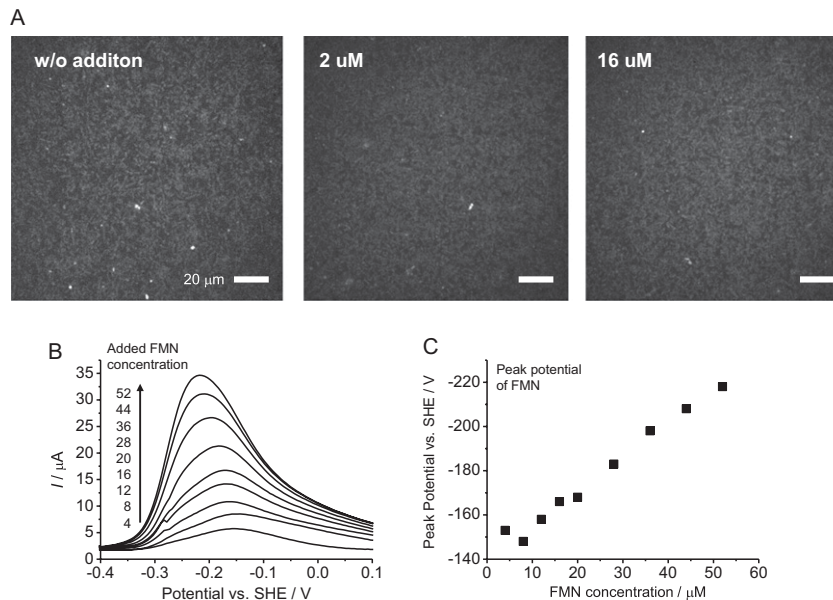 A
w/o additon
2 uM
16 uM
20 μm
B
Added FMN
concentration
52
44
36
28
20
16
12
8
4
35
30
25
20
15
10
5
0
I / μA
-0.4
-0.3
-0.2
-0.1
0.0
0.1
Potential vs. SHE / V
C
Peak potential
of FMN
-220
-200
-180
-160
-140
Peak Potential vs. SHE / V
0
10
20
30
40
50
60
FMN concentration / μM